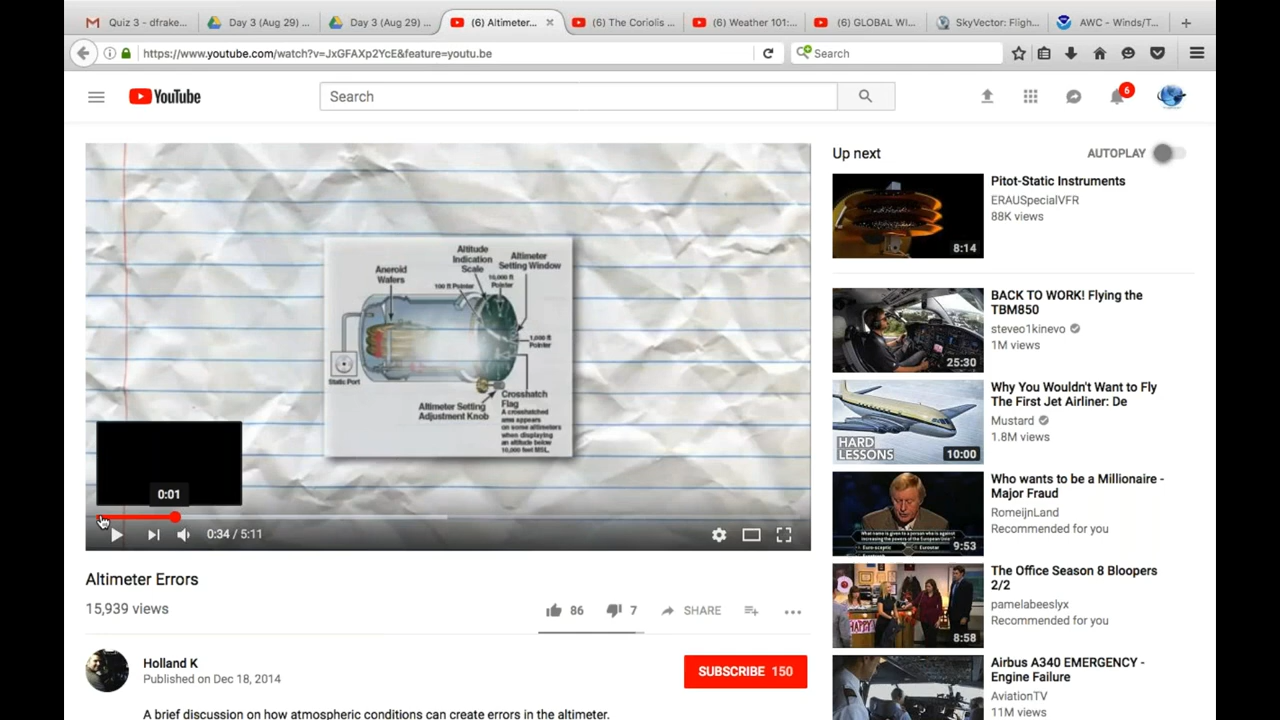 Quiz 3 - dfrake...
Day 3 (Aug 29) ...
Day 3 (Aug 29) ...
(6) Altimeter...
(6) The Coriolis ...
(6) Weather 101:...
(6) GLOBAL WI...
SkyVector: Fligh...
AWC - Winds/T...
https://www.youtube.com/watch?v=JxGFAXp2YcE&feature=youtu.be
Search
YouTube
Search
6
Altitude
Indication
Scale
Altimeter
Setting Window
Aneroid
Wafers
100 ft Pointer
10,000 ft
Pointer
1,000 ft
Pointer
Static Port
Altimeter Setting
Adjustment Knob
Crosshatch
Flag
A crosshatched
area appears
on some altimeters
when displaying
an altitude below
10,000 feet MSL.
0:01
0:34 / 5:11
Altimeter Errors
15,939 views
86
7
SHARE
Holland K
Published on Dec 18, 2014
SUBSCRIBE 150
A brief discussion on how atmospheric conditions can create errors in the altimeter.
Up next
AUTOPLAY
Pitot-Static Instruments
ERAUSpecialVFR
88K views
8:14
BACK TO WORK! Flying the
TBM850
steveo1kinevo
1M views
25:30
Why You Wouldn't Want to Fly
The First Jet Airliner: De
Mustard
1.8M views
HARD
LESSONS
10:00
Who wants to be a Millionaire -
Major Fraud
RomeijnLand
Recommended for you
9:53
The Office Season 8 Bloopers
2/2
pamelabeeslyx
Recommended for you
HAPPY
8:58
Airbus A340 EMERGENCY -
Engine Failure
AviationTV
11M views